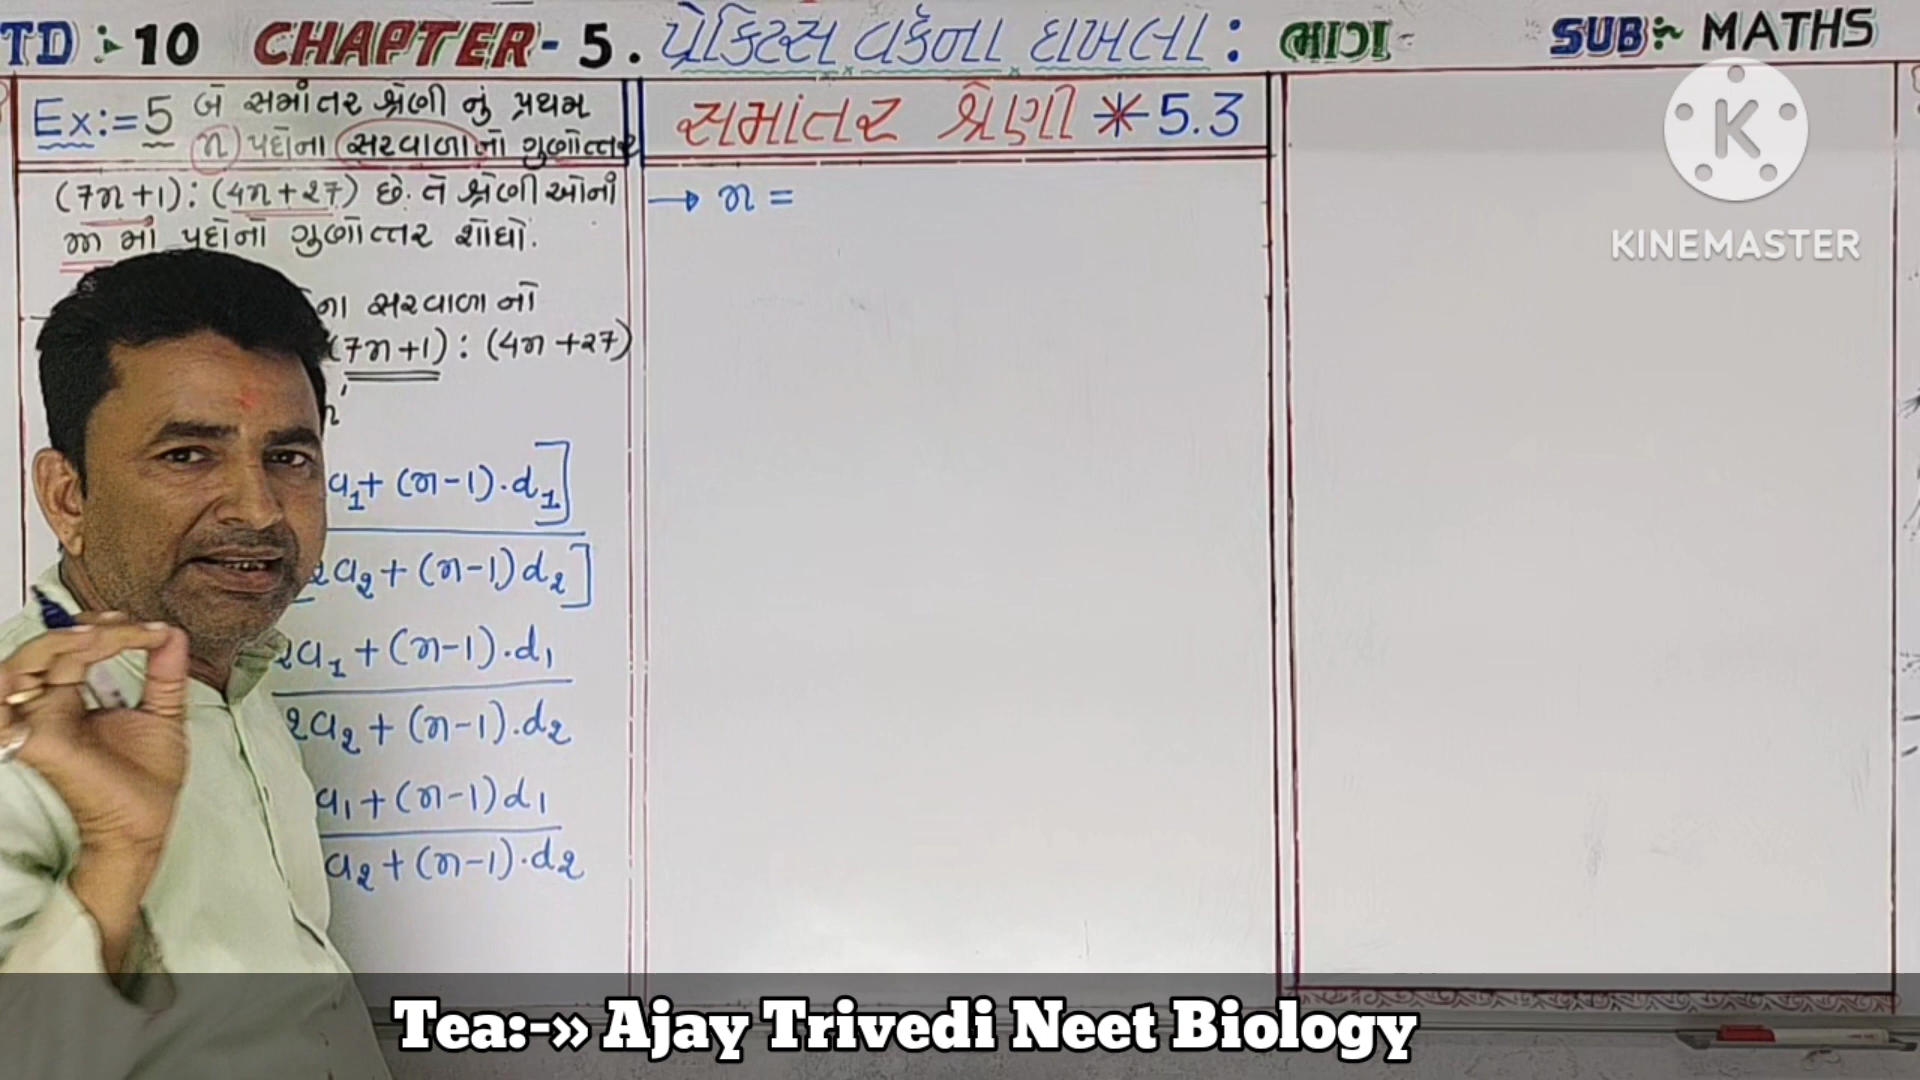 TD :- 10 CHAPTER - 5. પ્રેક્ટિસ વર્કના દાખલા : ભાગ - SUB :- MATHS
Ex := 5 બે સમાંતર શ્રેણી નું પ્રથમ
n પદોના સરવાળાનો ગુણોત્તર
(7n+1) : (4n+27) છે. તે શ્રેણીઓનાં
m માં પદોનો ગુણોત્તર શોધો.
ના સરવાળાનો
(7n+1) : (4n+27)
a₁ + (n-1).d₁]
2a₂ + (n-1)d₂]
2a₁ + (n-1).d₁
2a₂ + (n-1).d₂
a₁ + (n-1)d₁
a₂ + (n-1).d₂
સમાંતર શ્રેણી * 5.3
→ n =
K
KINEMASTER
Tea:-» Ajay Trivedi Neet Biology